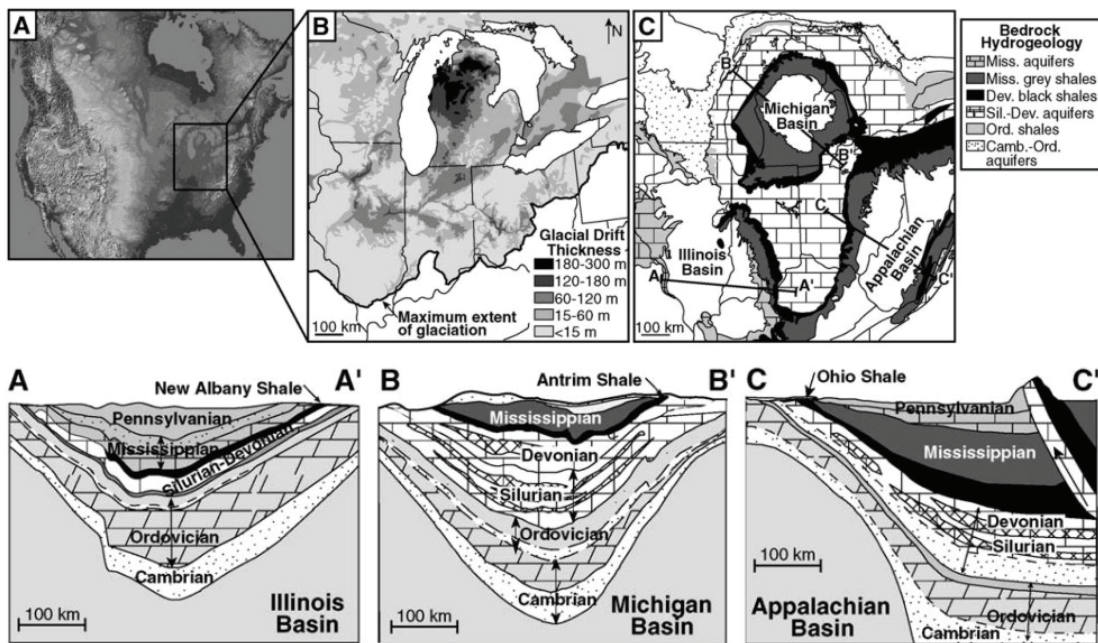 A
B
N
Glacial Drift
Thickness
180-300 m
120-180 m
60-120 m
15-60 m
<15 m
100 km
Maximum extent
of glaciation
C
B
Michigan
Basin
B'
C
Illinois
Basin
A
A'
Appalachian
Basin
C'
100 km
Bedrock
Hydrogeology
Miss. aquifers
Miss. grey shales
Dev. black shales
Sil.-Dev. aquifers
Ord. shales
Camb.-Ord.
aquifers
A
New Albany Shale
A'
Pennsylvanian
Mississippian
Silurian-Devonian
Ordovician
Cambrian
100 km
Illinois
Basin
B
Antrim Shale
B'
Mississippian
Devonian
Silurian
Ordovician
Cambrian
100 km
Michigan
Basin
C
Ohio Shale
C'
Pennsylvanian
Mississippian
Devonian
Silurian
100 km
Ordovician
Appalachian
Basin
Cambrian